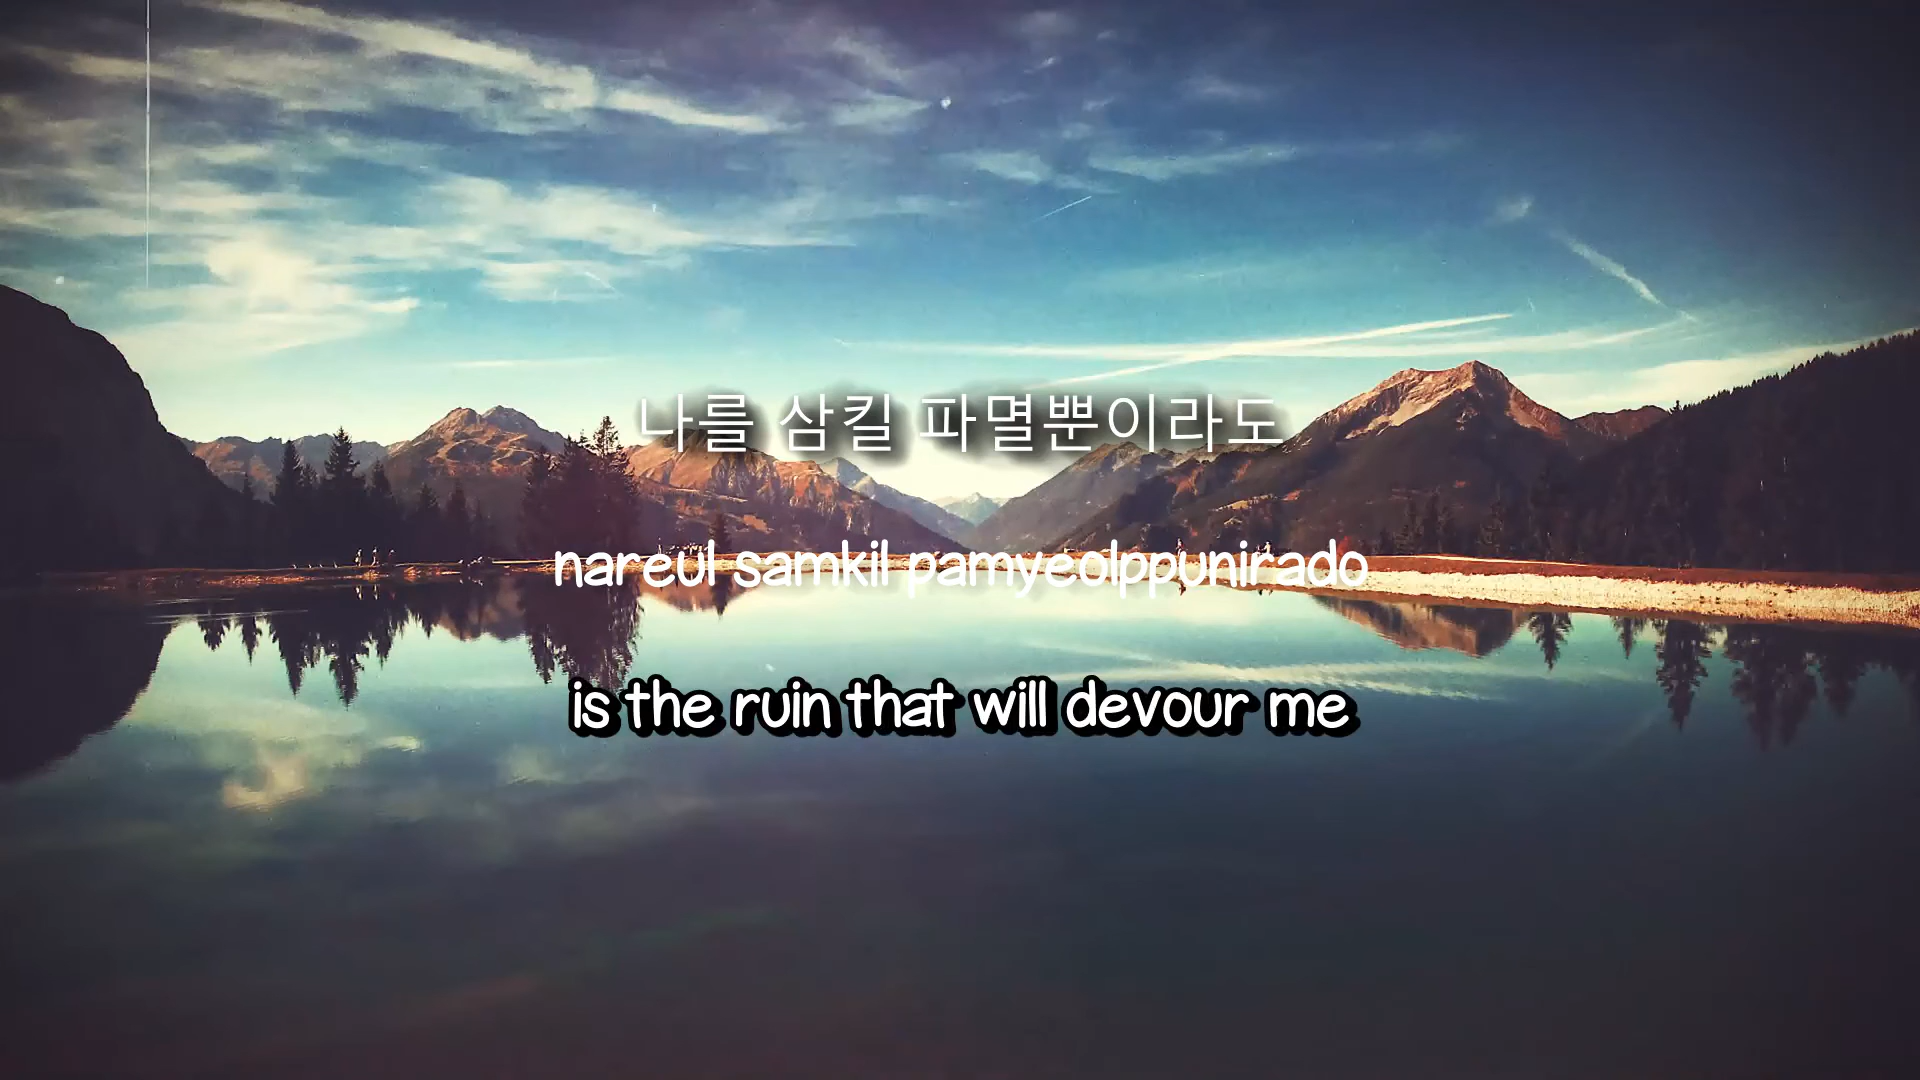 나를 삼킬 파멸뿐이라도
nareul samkil pamyeolppunirado
is the ruin that will devour me